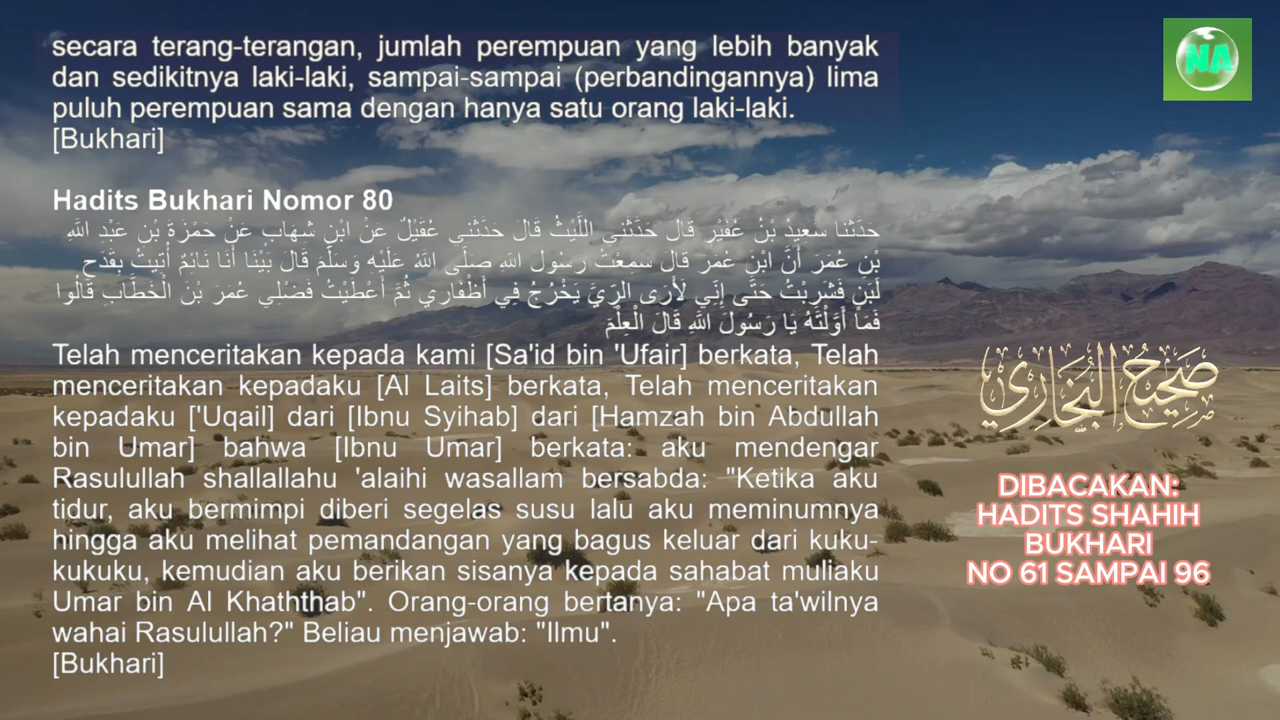 secara terang-terangan, jumlah perempuan yang lebih banyak
dan sedikitnya laki-laki, sampai-sampai (perbandingannya) lima
puluh perempuan sama dengan hanya satu orang laki-laki.
[Bukhari]
Hadits Bukhari Nomor 80
حَدَّثَنَا سَعِيدُ بْنُ عُفَيْرٍ قَالَ حَدَّثَنِي اللَّيْثُ قَالَ حَدَّثَنِي عُقَيْلٌ عَنْ ابْنِ شِهَابٍ عَنْ حَمْزَةَ بْنِ عَبْدِ اللَّهِ
بْنِ عُمَرَ أَنَّ ابْنَ عُمَرَ قَالَ سَمِعْتُ رَسُولَ اللَّهِ صَلَّى اللَّهُ عَلَيْهِ وَسَلَّمَ قَالَ بَيْنَا أَنَا نَائِمٌ أُتِيتُ بِقَدَحِ
لَبَنٍ فَشَرِبْتُ حَتَّى إِنِّي لَأَرَى الرِّيَّ يَخْرُجُ فِي أَظْفَارِي ثُمَّ أَعْطَيْتُ فَضْلِي عُمَرَ بْنَ الْخَطَّابِ قَالُوا
فَمَا أَوَّلْتَهُ يَا رَسُولَ اللَّهِ قَالَ الْعِلْمَ
Telah menceritakan kepada kami [Sa'id bin 'Ufair] berkata, Telah
menceritakan kepadaku [Al Laits] berkata, Telah menceritakan
kepadaku ['Uqail] dari [Ibnu Syihab] dari [Hamzah bin Abdullah
bin Umar] bahwa [Ibnu Umar] berkata: aku mendengar
Rasulullah shallallahu 'alaihi wasallam bersabda: "Ketika aku
tidur, aku bermimpi diberi segelas susu lalu aku meminumnya
hingga aku melihat pemandangan yang bagus keluar dari kuku-
kukuku, kemudian aku berikan sisanya kepada sahabat muliaku
Umar bin Al Khaththab". Orang-orang bertanya: "Apa ta'wilnya
wahai Rasulullah?" Beliau menjawab: "Ilmu".
[Bukhari]
NA
صَحِيحُ البُخَارِيّ
DIBACAKAN:
HADITS SHAHIH
BUKHARI
NO 61 SAMPAI 96